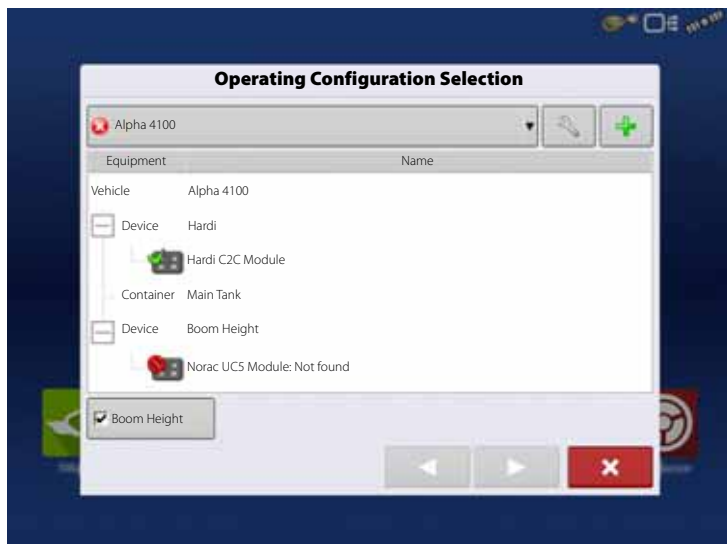 Operating Configuration Selection
Alpha 4100
Equipment Name
Vehicle Alpha 4100
Device Hardi
Hardi C2C Module
Container Main Tank
Device Boom Height
Norac UC5 Module: Not found
Boom Height